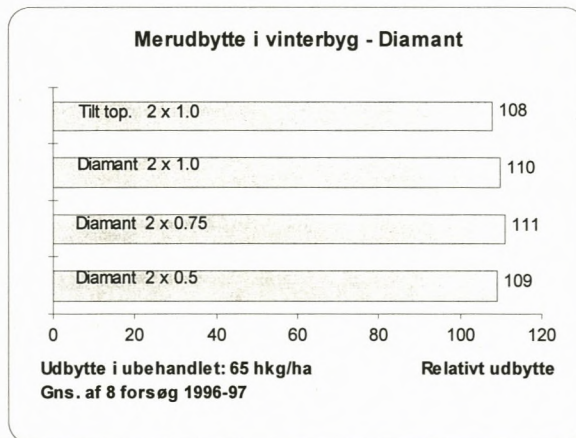 Merudbytte i vinterbyg - Diamant
Tilt top. 2 x 1.0 108
Diamant 2 x 1.0 110
Diamant 2 x 0.75 111
Diamant 2 x 0.5 109
0 20 40 60 80 100 120
Udbytte i ubehandlet: 65 hkg/ha Relativt udbytte
Gns. af 8 forsøg 1996-97